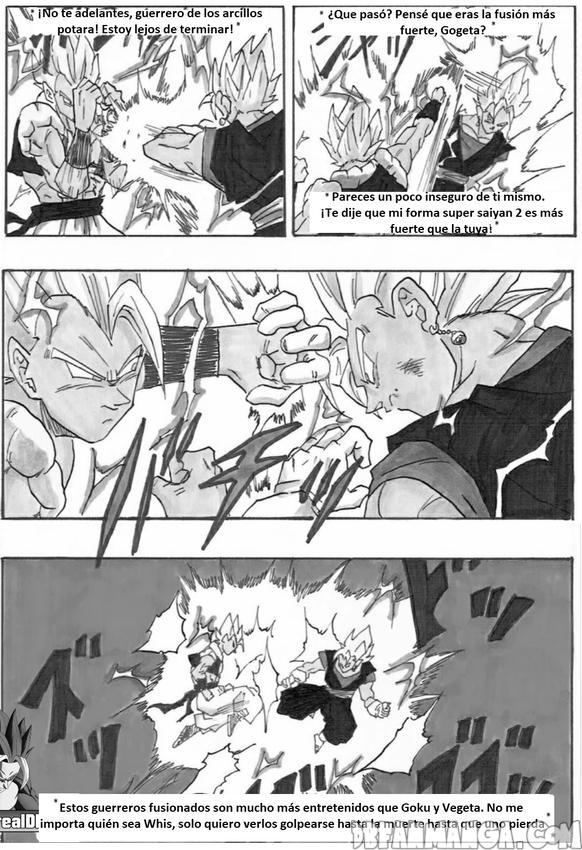 "¡No te adelantes, guerrero de los arcillos
potara! Estoy lejos de terminar!"
"¿Que pasó? Pensé que eras la fusión más
fuerte, Gogeta?
"Pareces un poco inseguro de ti mismo.
¡Te dije que mi forma super saiyan 2 es más
fuerte que la tuya!"
"Estos guerreros fusionados son mucho más entretenidos que Goku y Vegeta. No me
importa quién sea Whis, solo quiero verlos golpearse hasta la muerte hasta que uno pierda."
DBFANMANGA.COM